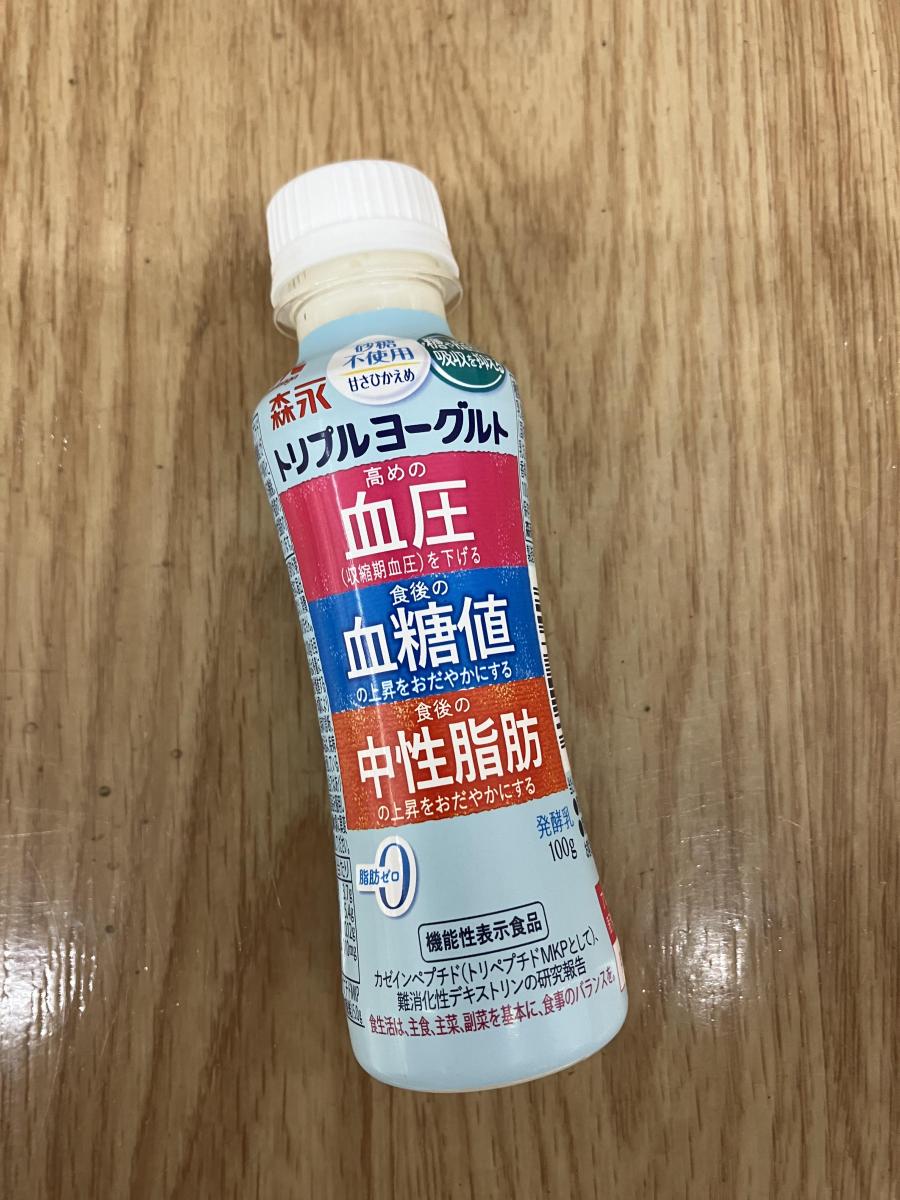 砂糖
不使用
甘さひかえめ
吸収を抑える
森永
トリプルヨーグルト
高めの
血圧
(収縮期血圧)を下げる
食後の
血糖値
の上昇をおだやかにする
食後の
中性脂肪
の上昇をおだやかにする
発酵乳
100g
脂肪ゼロ
0
機能性表示食品
カゼインペプチド(トリペプチドMKPとして)、
難消化性デキストリンの研究報告
食生活は、主食、主菜、副菜を基本に、食事のバランスを。